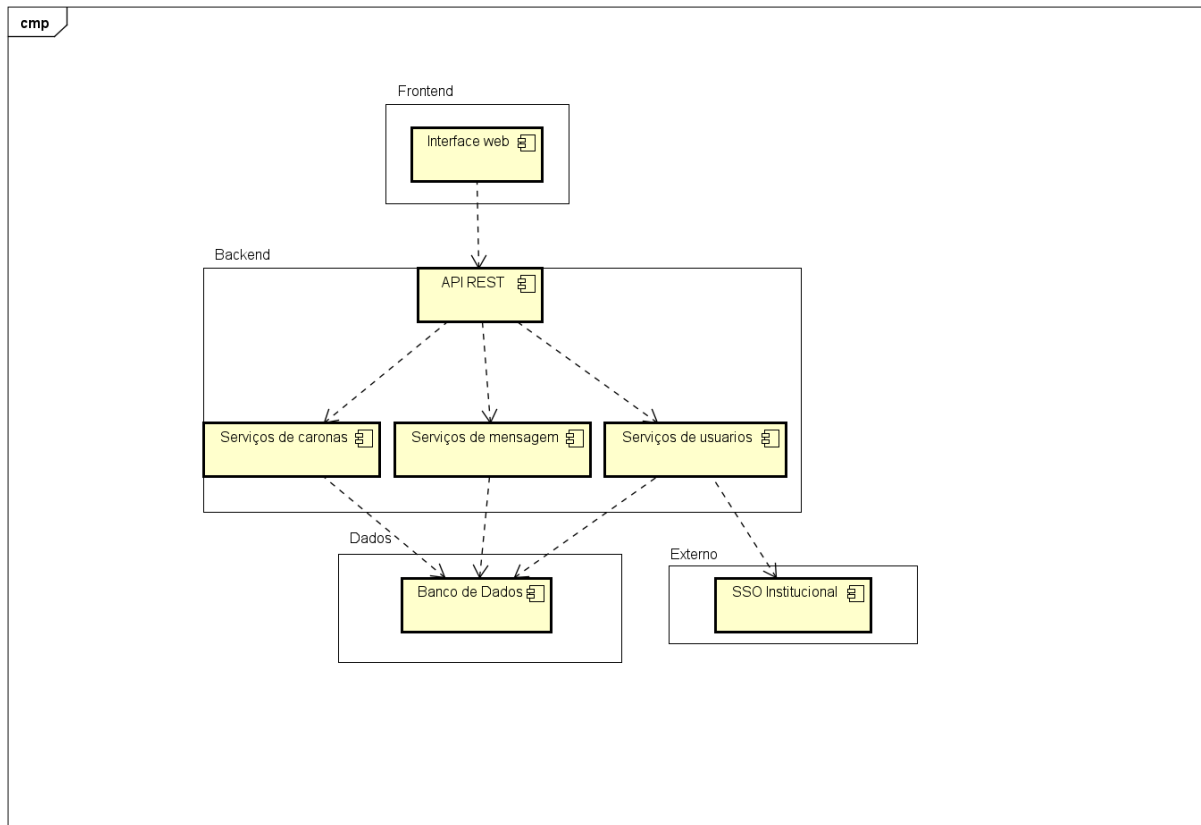 cmp
Frontend
Interface web
Backend
API REST
Serviços de caronas
Serviços de mensagem
Serviços de usuarios
Dados
Externo
Banco de Dados
SSO Institucional